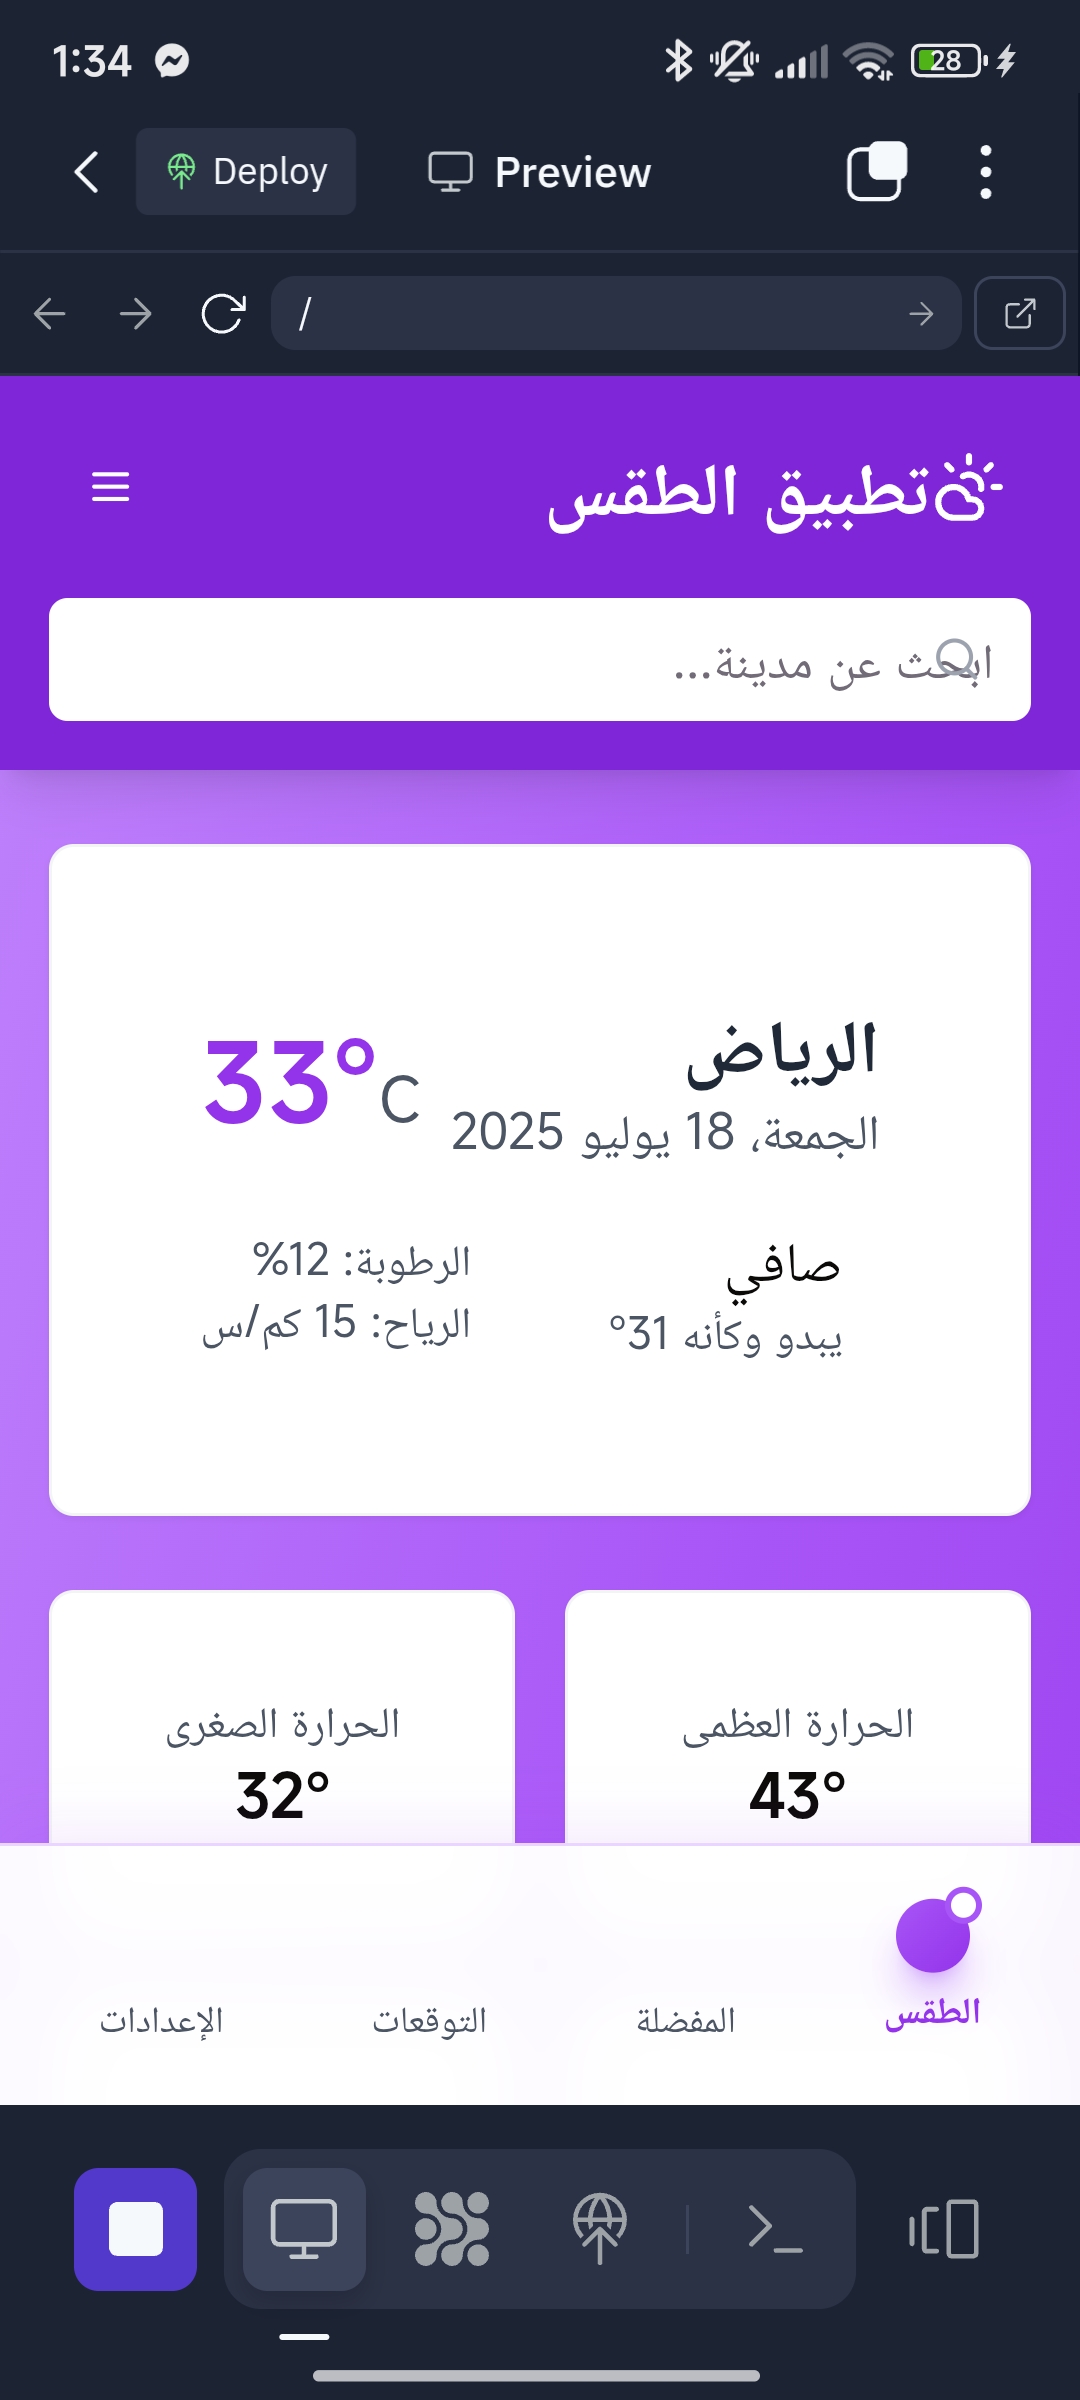 1:34
28
Deploy
Preview
/
تطبيق الطقس
ابحث عن مدينة...
الرياض
الجمعة، 18 يوليو 2025
33°C
صافي
يبدو وكأنه 31°
الرطوبة: 12%
الرياح: 15 كم/س
الحرارة العظمى
43°
الحرارة الصغرى
32°
الطقس
المفضلة
التوقعات
الإعدادات